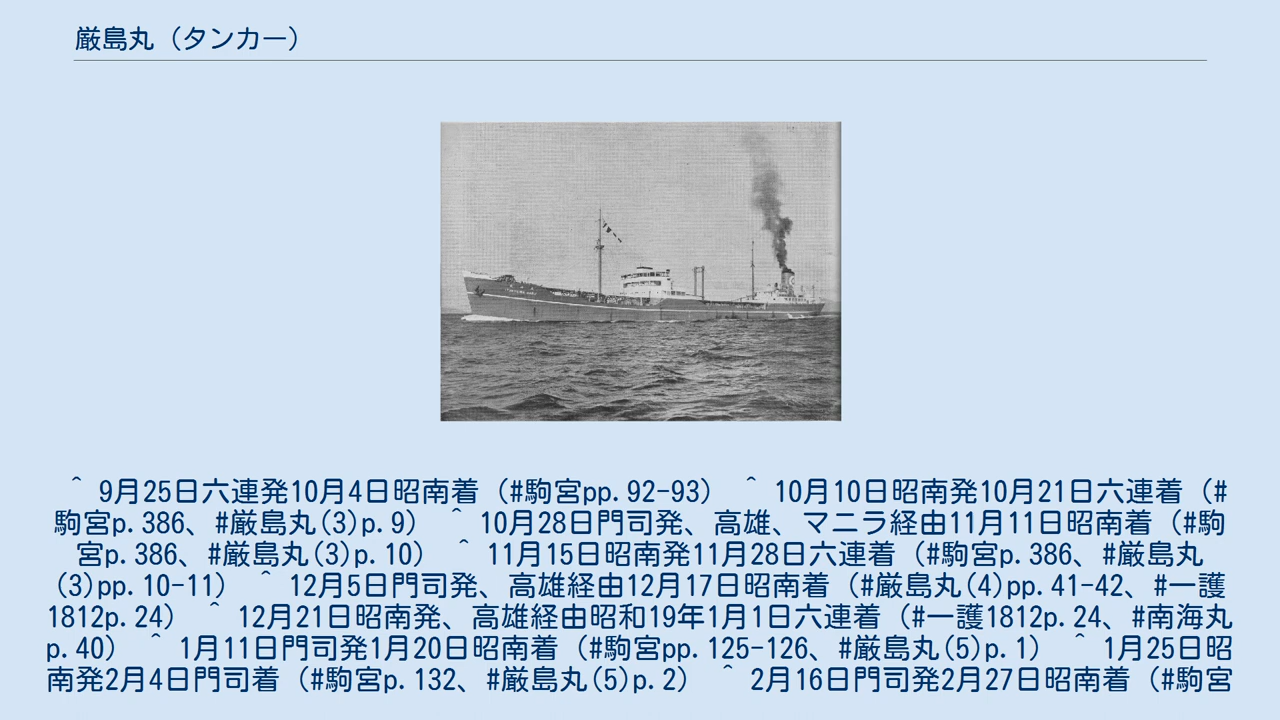 厳島丸（タンカー）
＾ 9月25日六連発10月4日昭南着（#駒宮pp.92-93） ＾ 10月10日昭南発10月21日六連着（#
駒宮p.386、#厳島丸(3)p.9） ＾ 10月28日門司発、高雄、マニラ経由11月11日昭南着（#駒
宮p.386、#厳島丸(3)p.10） ＾ 11月15日昭南発11月28日六連着（#駒宮p.386、#厳島丸
(3)pp.10-11） ＾ 12月5日門司発、高雄経由12月17日昭南着（#厳島丸(4)pp.41-42、#一護
1812p.24） ＾ 12月21日昭南発、高雄経由昭和19年1月1日六連着（#一護1812p.24、#南海丸
p.40） ＾ 1月11日門司発1月20日昭南着（#駒宮pp.125-126、#厳島丸(5)p.1） ＾ 1月25日昭
南発2月4日門司着（#駒宮p.132、#厳島丸(5)p.2） ＾ 2月16日門司発2月27日昭南着（#駒宮